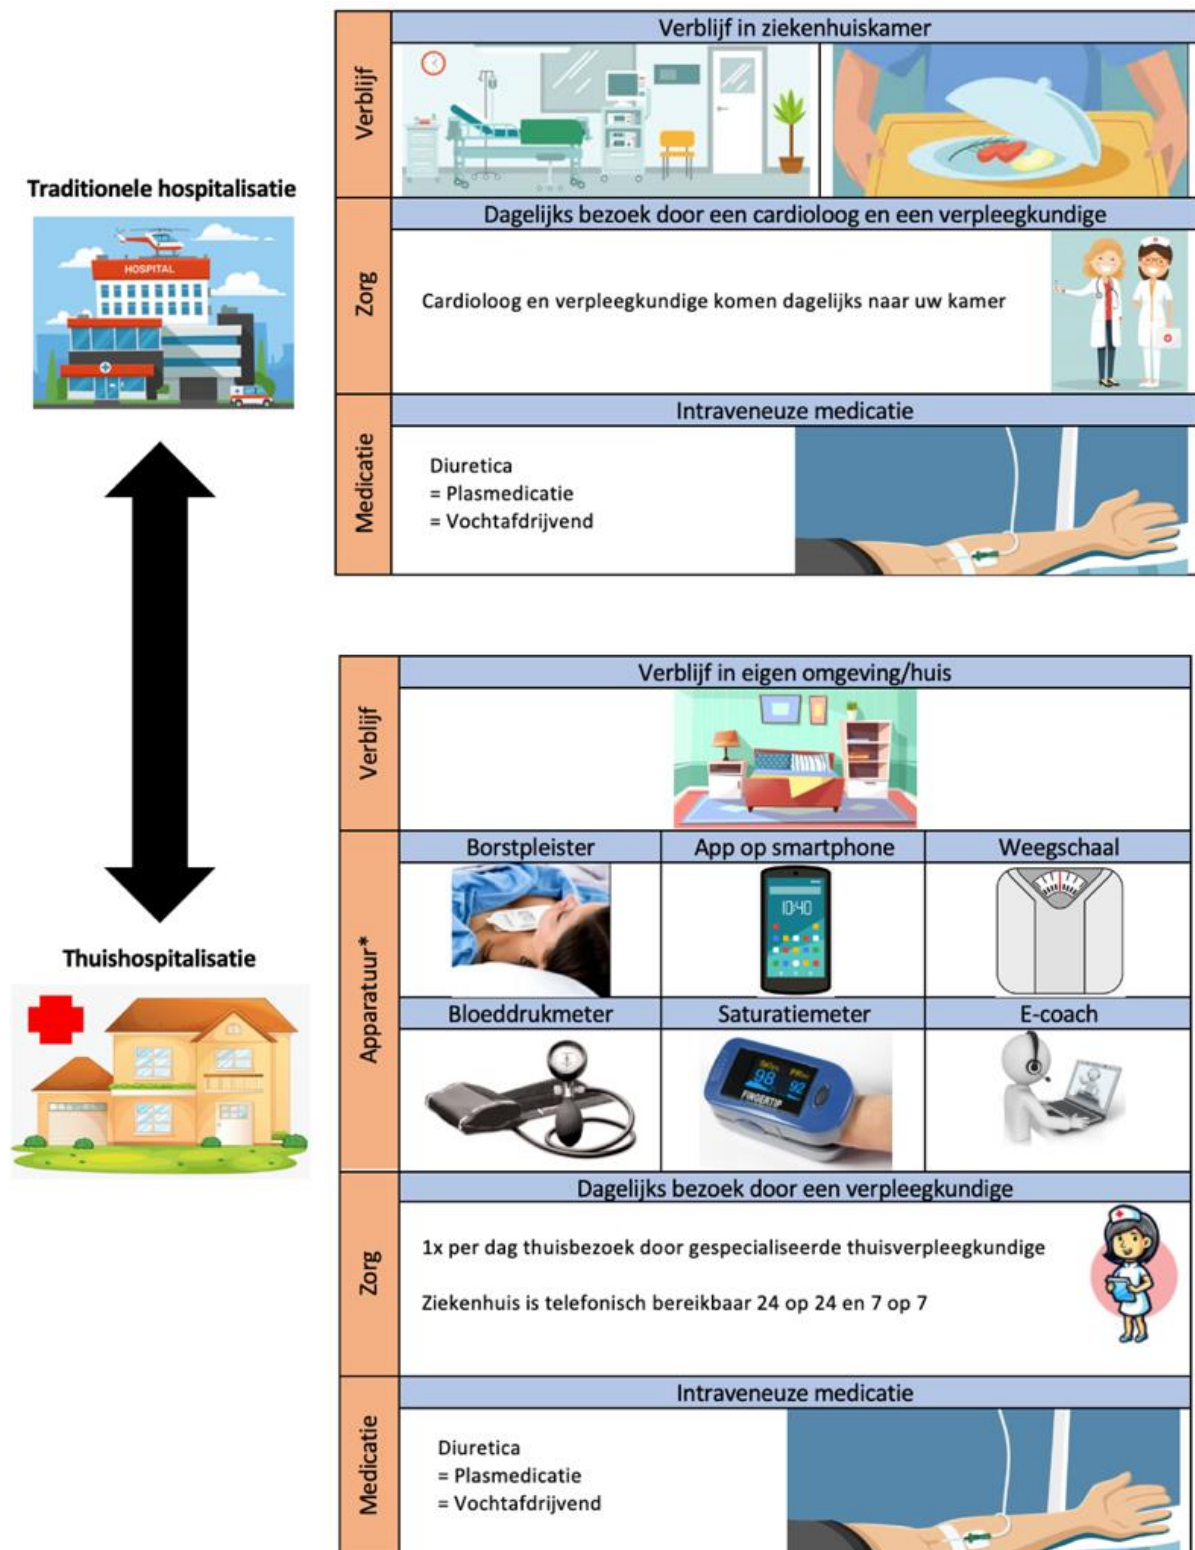 Traditionele hospitalisatie
HOSPITAL
Verblijf
Verblijf in ziekenhuiskamer
Zorg
Dagelijks bezoek door een cardioloog en een verpleegkundige
Cardioloog en verpleegkundige komen dagelijks naar uw kamer
Medicatie
Intraveneuze medicatie
Diuretica
= Plasmedicatie
= Vochtafdrijvend
Thuishospitalisatie
Verblijf
Verblijf in eigen omgeving/huis
Apparatuur*
Borstpleister
App op smartphone
Weegschaal
10:40
Bloeddrukmeter
Saturatiemeter
E-coach
98
92
FINGERTIP
Zorg
Dagelijks bezoek door een verpleegkundige
1x per dag thuisbezoek door gespecialiseerde thuisverpleegkundige
Ziekenhuis is telefonisch bereikbaar 24 op 24 en 7 op 7
Medicatie
Intraveneuze medicatie
Diuretica
= Plasmedicatie
= Vochtafdrijvend